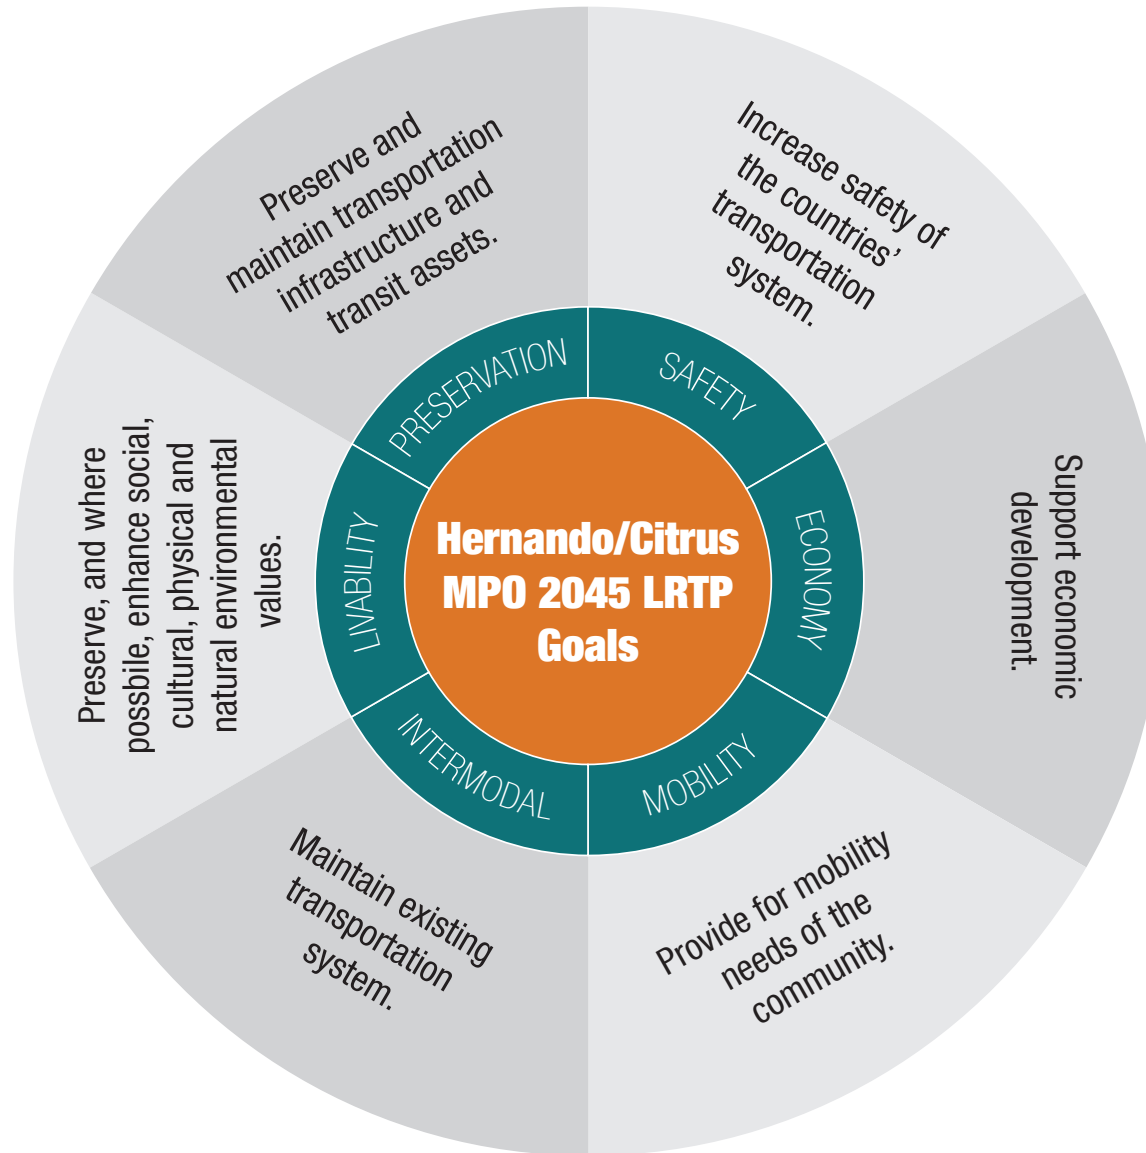 Hernando/Citrus
MPO 2045 LRTP
Goals
SAFETY
Increase safety of
the countries’
transportation
system.
ECONOMY
Support economic
development.
MOBILITY
Provide for mobility
needs of the
community.
INTERMODAL
Maintain existing
transportation
system.
LIVABILITY
Preserve, and where
possbile, enhance social,
cultural, physical and
natural environmental
values.
PRESERVATION
Preserve and
maintain transportation
infrastructure and
transit assets.